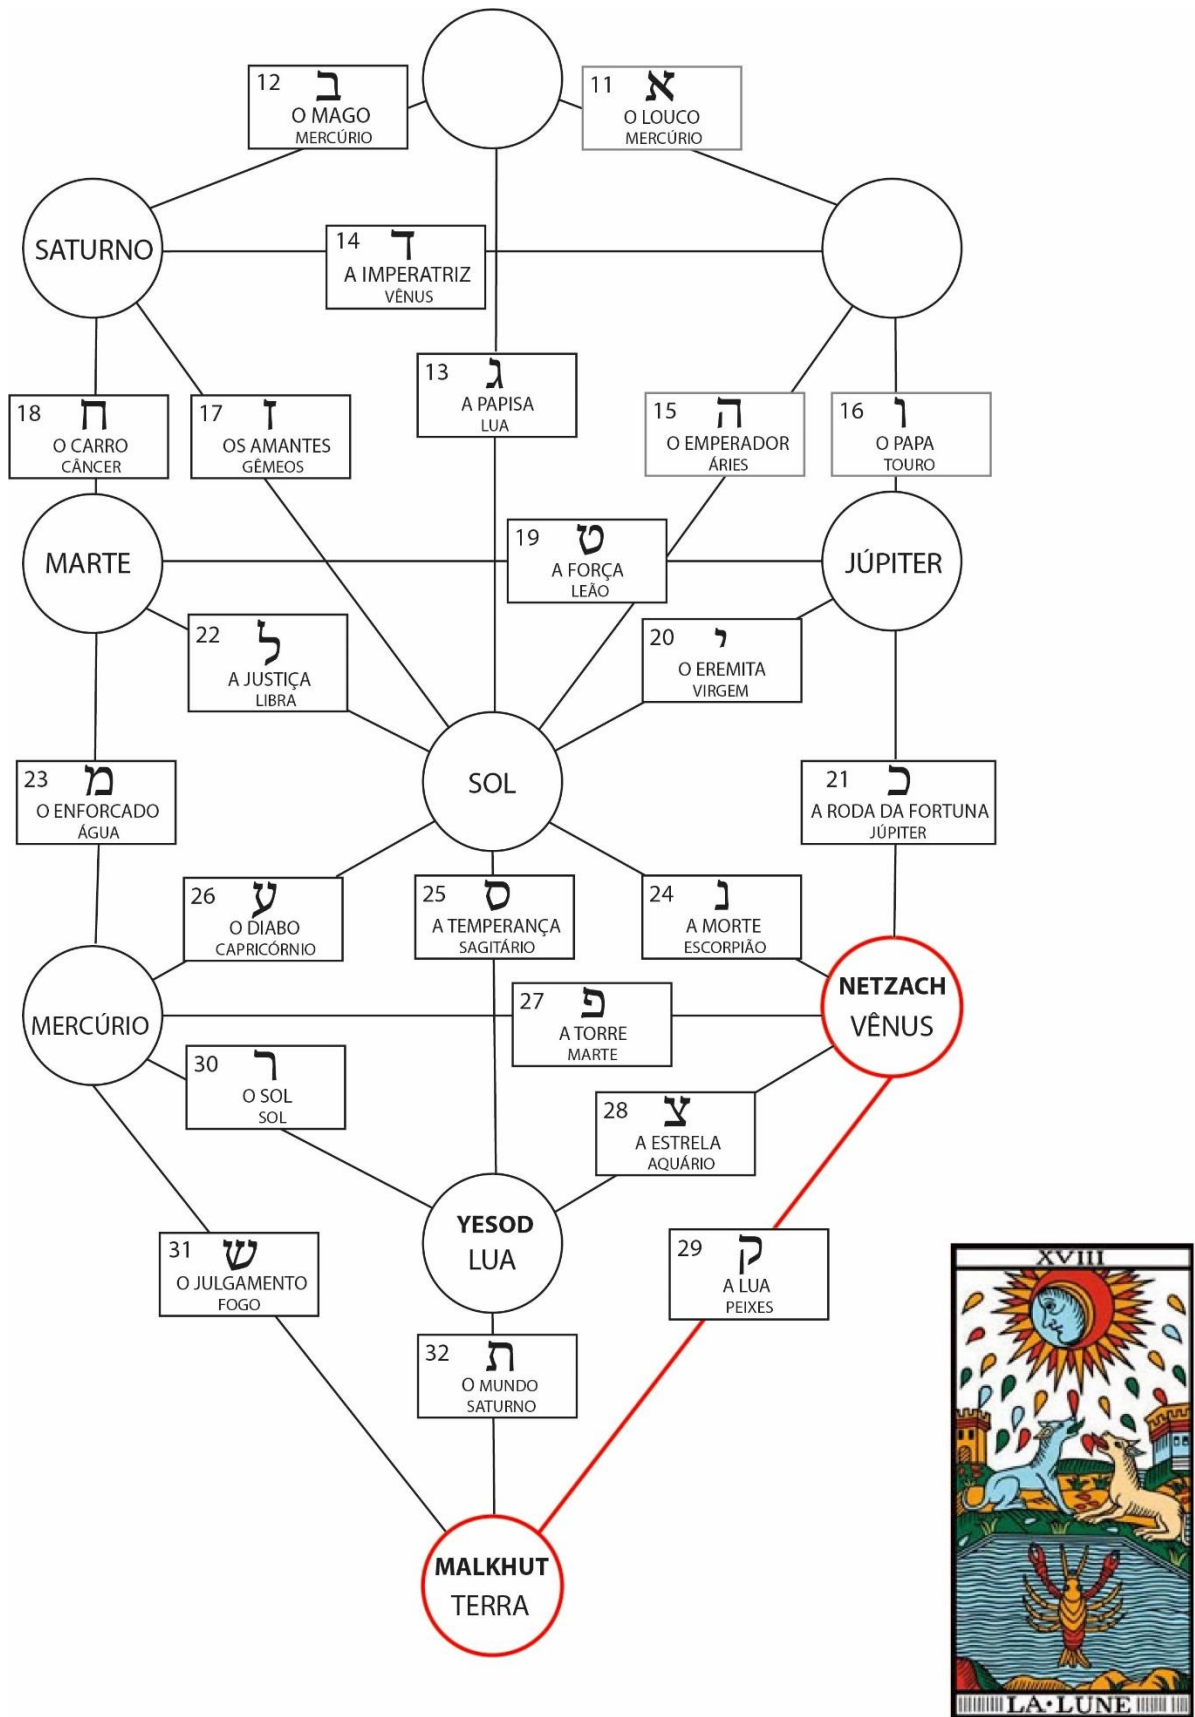 12 ב
O MAGO
MERCÚRIO
11 א
O LOUCO
MERCÚRIO
SATURNO
14 ד
A IMPERATRIZ
VÊNUS
13 ג
A PAPISA
LUA
18 ח
O CARRO
CÂNCER
17 ז
OS AMANTES
GÊMEOS
15 ה
O EMPERADOR
ÁRIES
16 ו
O PAPA
TOURO
MARTE
19 ט
A FORÇA
LEÃO
JÚPITER
22 ל
A JUSTIÇA
LIBRA
20 י
O EREMITA
VIRGEM
SOL
23 מ
O ENFORCADO
ÁGUA
21 כ
A RODA DA FORTUNA
JÚPITER
26 ע
O DIABO
CAPRICÓRNIO
25 ס
A TEMPERANÇA
SAGITÁRIO
24 נ
A MORTE
ESCORPIÃO
MERCÚRIO
27 פ
A TORRE
MARTE
NETZACH
VÊNUS
30 ר
O SOL
SOL
28 צ
A ESTRELA
AQUÁRIO
YESOD
LUA
31 ש
O JULGAMENTO
FOGO
29 ק
A LUA
PEIXES
32 ת
O MUNDO
SATURNO
MALKHUT
TERRA
XVIII
LA•LUNE